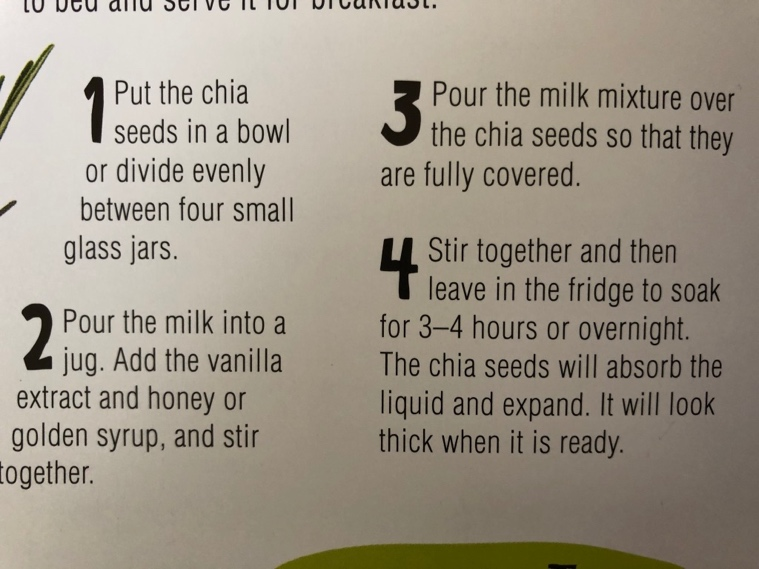 to bed and serve it for breakfast.
1 Put the chia
seeds in a bowl
or divide evenly
between four small
glass jars.
2 Pour the milk into a
jug. Add the vanilla
extract and honey or
golden syrup, and stir
together.
3 Pour the milk mixture over
the chia seeds so that they
are fully covered.
4 Stir together and then
leave in the fridge to soak
for 3–4 hours or overnight.
The chia seeds will absorb the
liquid and expand. It will look
thick when it is ready.